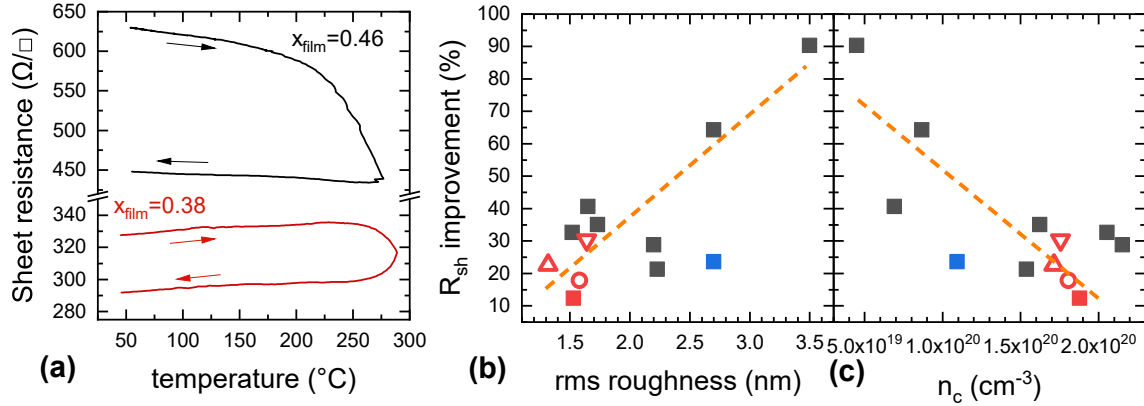 Sheet resistance (Ω/□)
650
600
550
500
450
340
320
300
280
x_film=0.46
x_film=0.38
50 100 150 200 250 300
(a)
temperature (°C)
R_sh improvement (%)
100
90
80
70
60
50
40
30
20
10
1.5 2.0 2.5 3.0 3.5
(b)
rms roughness (nm)
5.0x10^19 1.0x10^20 1.5x10^20 2.0x10^20
(c)
n_c (cm^-3)